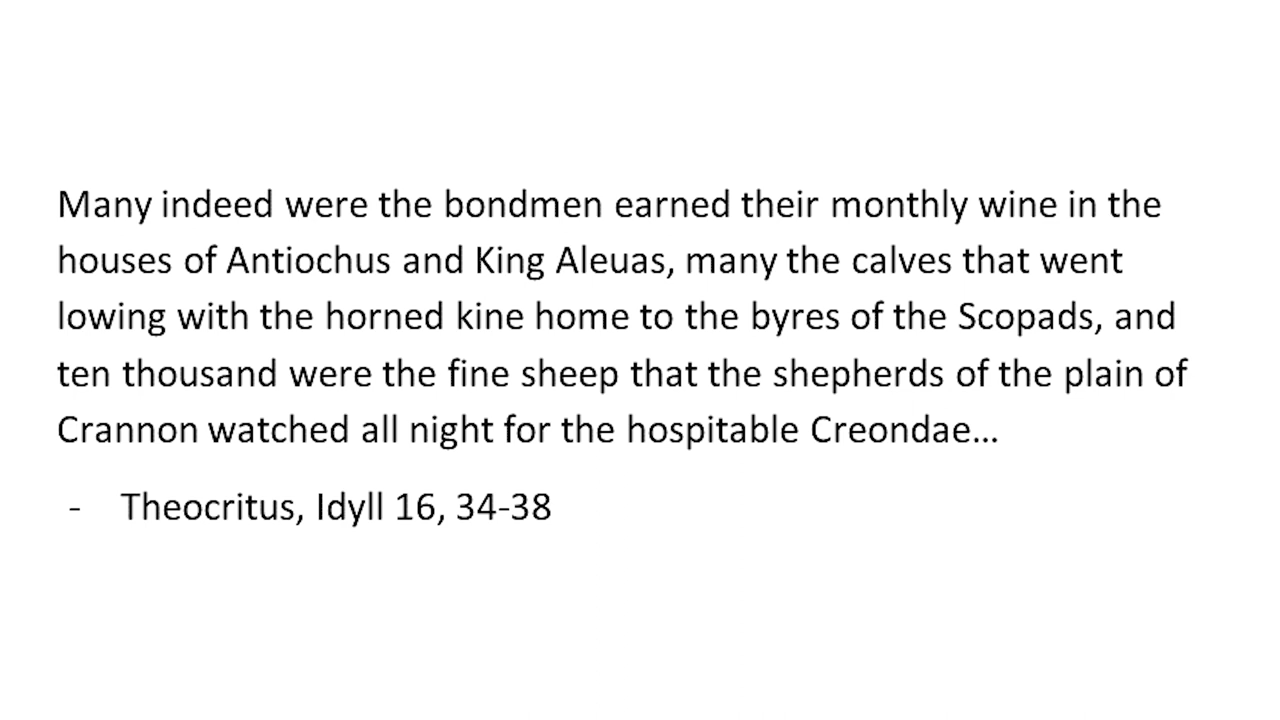 Many indeed were the bondmen earned their monthly wine in the
houses of Antiochus and King Aleuas, many the calves that went
lowing with the horned kine home to the byres of the Scopads, and
ten thousand were the fine sheep that the shepherds of the plain of
Crannon watched all night for the hospitable Creondae...
- Theocritus, Idyll 16, 34-38